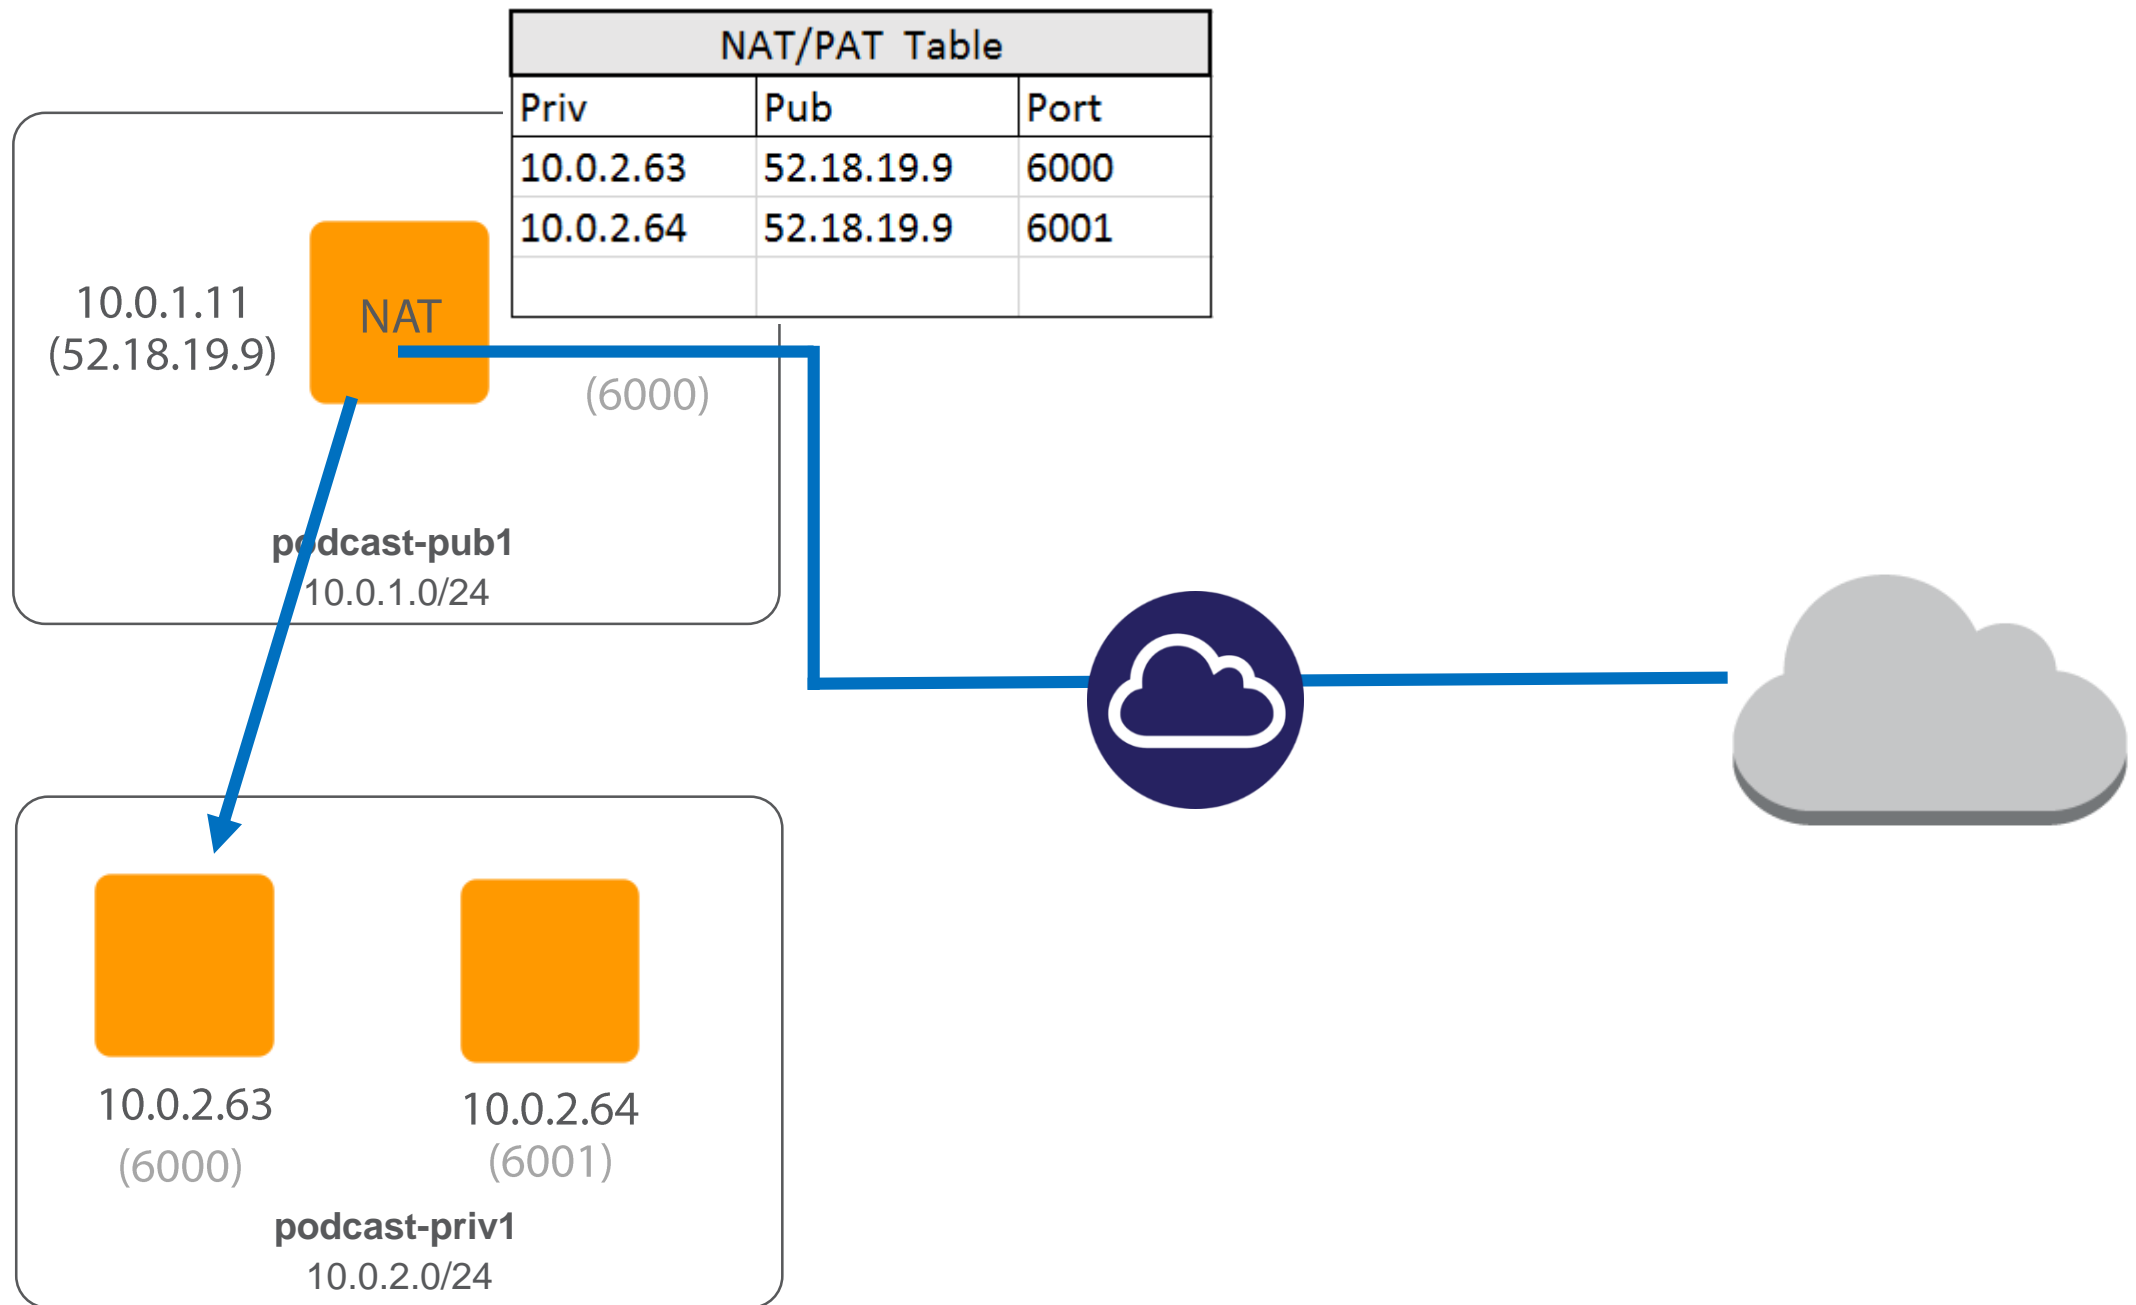 NAT/PAT Table
Priv Pub Port
10.0.2.63 52.18.19.9 6000
10.0.2.64 52.18.19.9 6001
10.0.1.11
(52.18.19.9)
NAT
(6000)
podcast-pub1
10.0.1.0/24
10.0.2.63
(6000)
10.0.2.64
(6001)
podcast-priv1
10.0.2.0/24